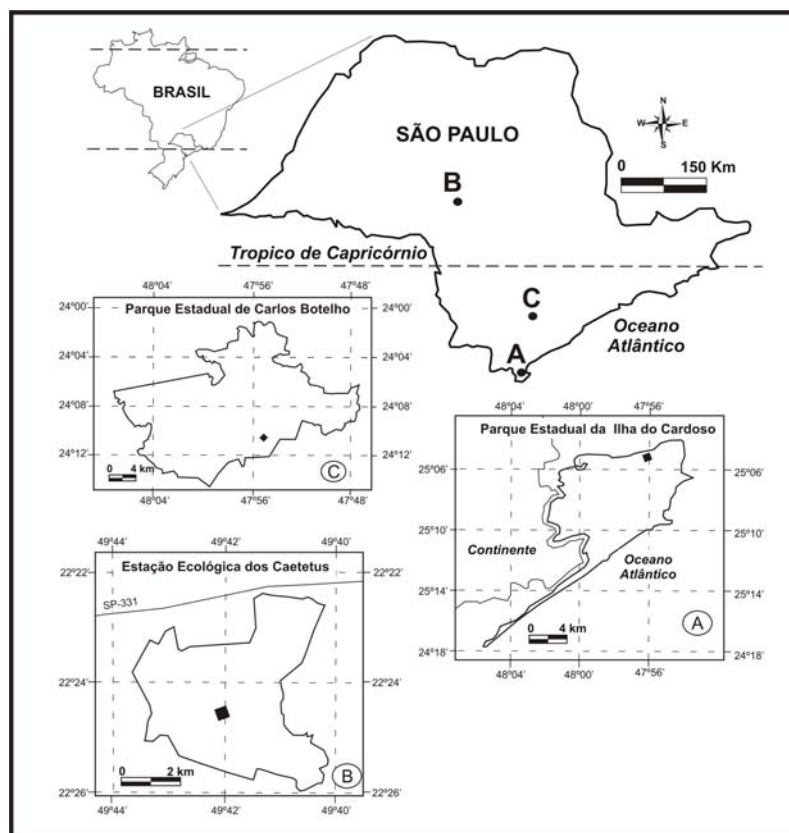 BRASIL
SÃO PAULO
N
W E
S
0 150 Km
B
Tropico de Capricórnio
C
A
Oceano
Atlântico
48°04' 47°56' 47°48'
24°00' 24°00'
Parque Estadual de Carlos Botelho
24°04' 24°04'
24°08' 24°08'
24°12' 24°12'
0 4 km
C
48°04' 47°56' 47°48'
48°04' 48°00' 47°56'
Parque Estadual da Ilha do Cardoso
25°06' 25°06'
25°10' 25°10'
Continente
Oceano
Atlântico
25°14' 25°14'
0 4 km
A
24°18' 24°18'
48°04' 48°00' 47°56'
49°44' 49°42' 49°40'
22°22' 22°22'
Estação Ecológica dos Caetetus
SP-331
22°24' 22°24'
0 2 km
B
22°26' 22°26'
49°44' 49°42' 49°40'